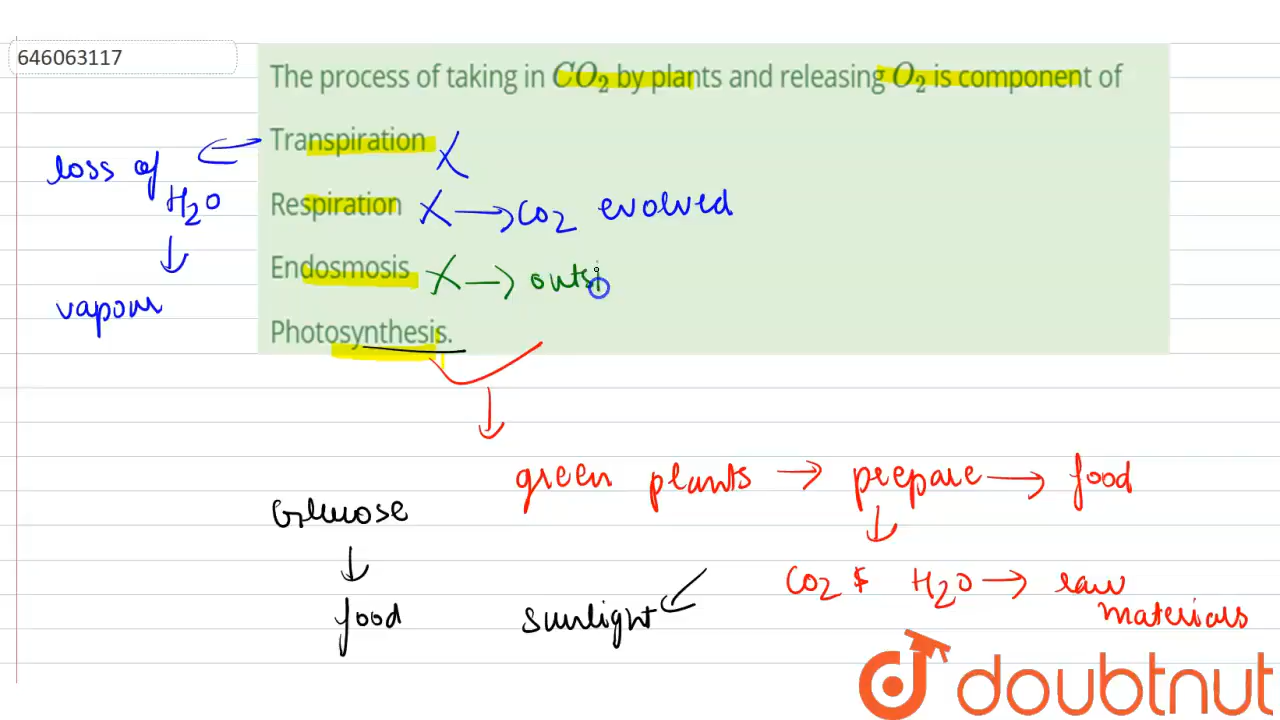 646063117
The process of taking in CO₂ by plants and releasing O₂ is component of
Transpiration X
loss of H₂O
↓
vapour
Respiration X → CO₂ evolved
Endosmosis X → outsi
Photosynthesis.
green plants → prepare → food
Glucose
↓
food
CO₂ & H₂O → raw materials
sunlight
doubtnut